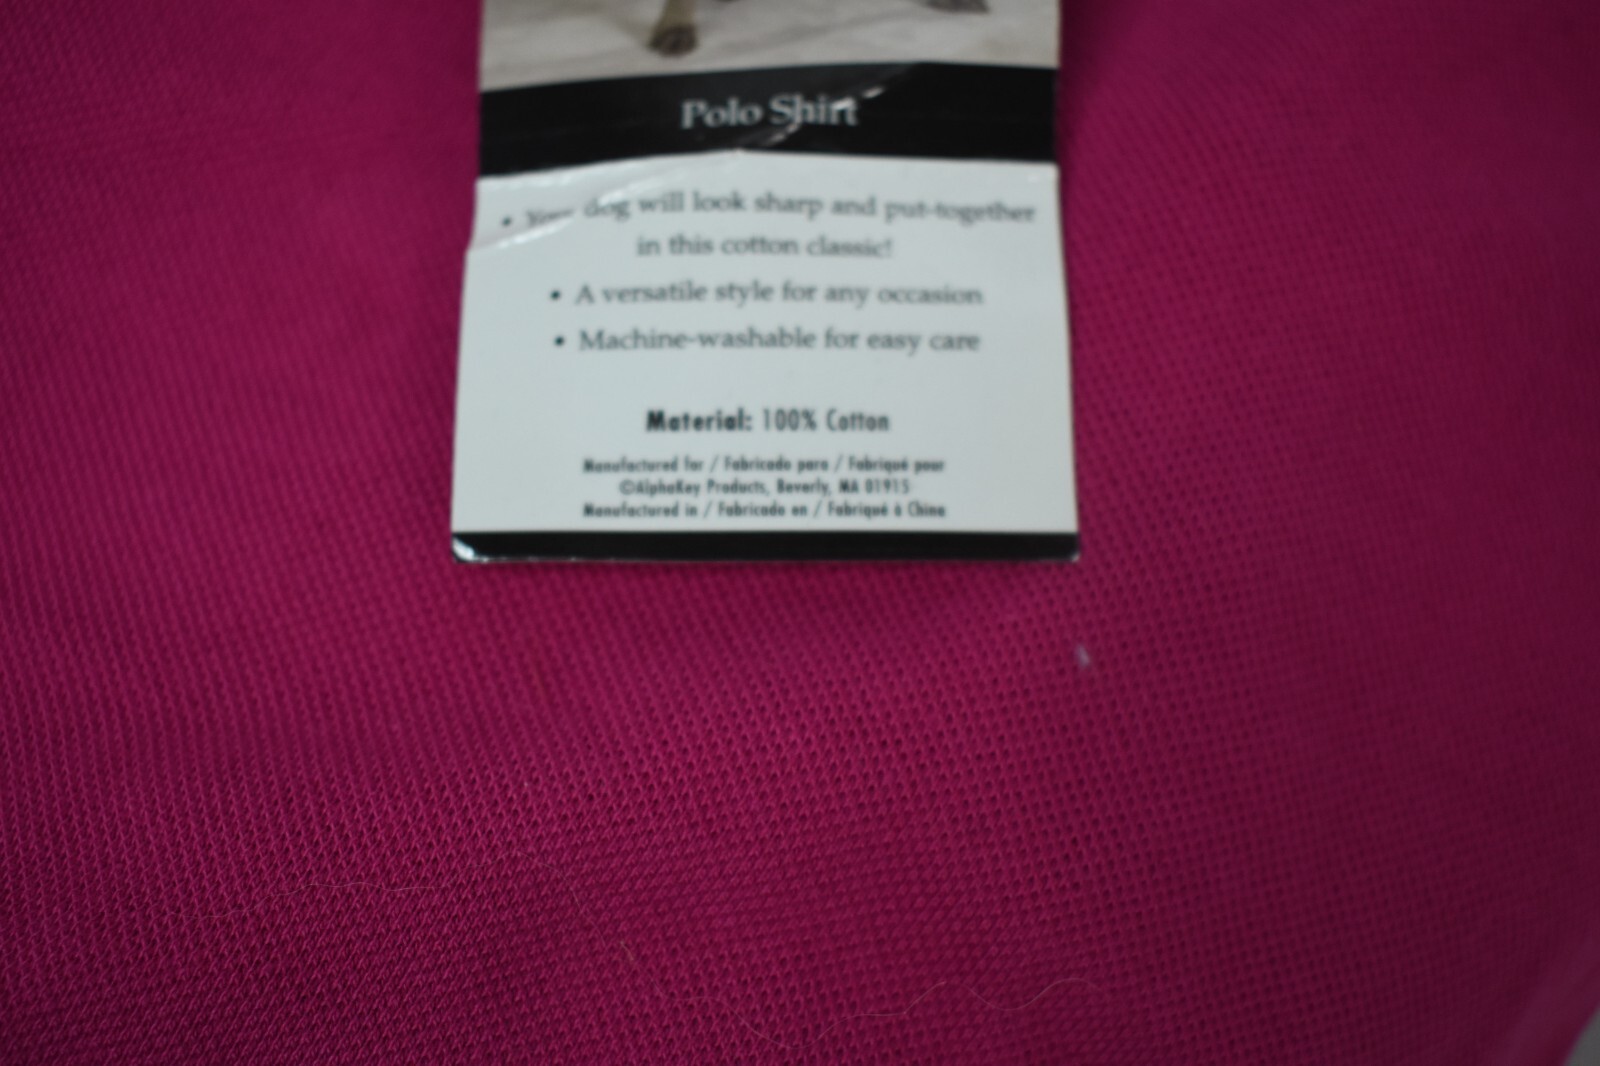 Polo Shirt
• Your dog will look sharp and put-together
in this cotton classic!
• A versatile style for any occasion
• Machine-washable for easy care
Material: 100% Cotton
Manufactured for / Fabricado para / Fabriqué pour
©AlphaKey Products, Beverly, MA 01915
Manufactured in / Fabricado en / Fabriqué à China